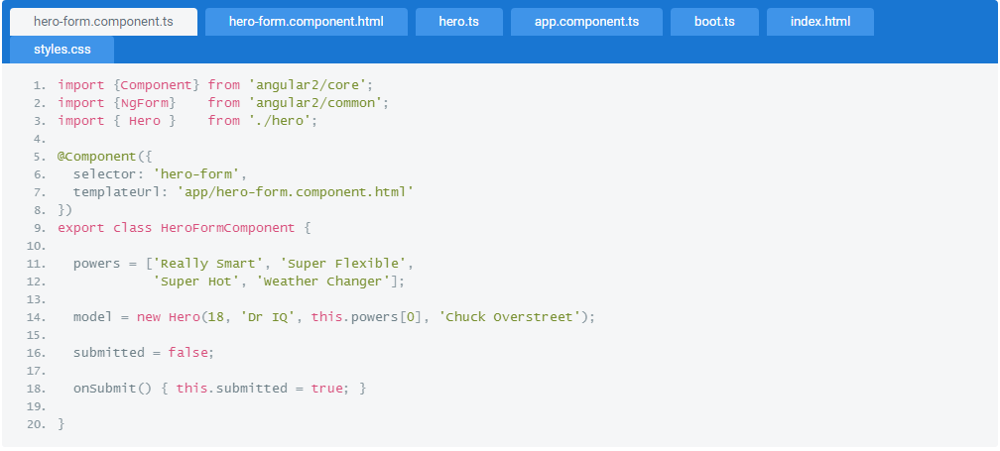 hero-form.component.ts hero-form.component.html hero.ts app.component.ts boot.ts index.html
styles.css
1. import {Component} from 'angular2/core';
2. import {NgForm}    from 'angular2/common';
3. import { Hero }    from './hero';
4.
5. @Component({
6.   selector: 'hero-form',
7.   templateUrl: 'app/hero-form.component.html'
8. })
9. export class HeroFormComponent {
10.
11.   powers = ['Really Smart', 'Super Flexible',
12.             'Super Hot', 'Weather Changer'];
13.
14.   model = new Hero(18, 'Dr IQ', this.powers[0], 'Chuck Overstreet');
15.
16.   submitted = false;
17.
18.   onSubmit() { this.submitted = true; }
19.
20. }